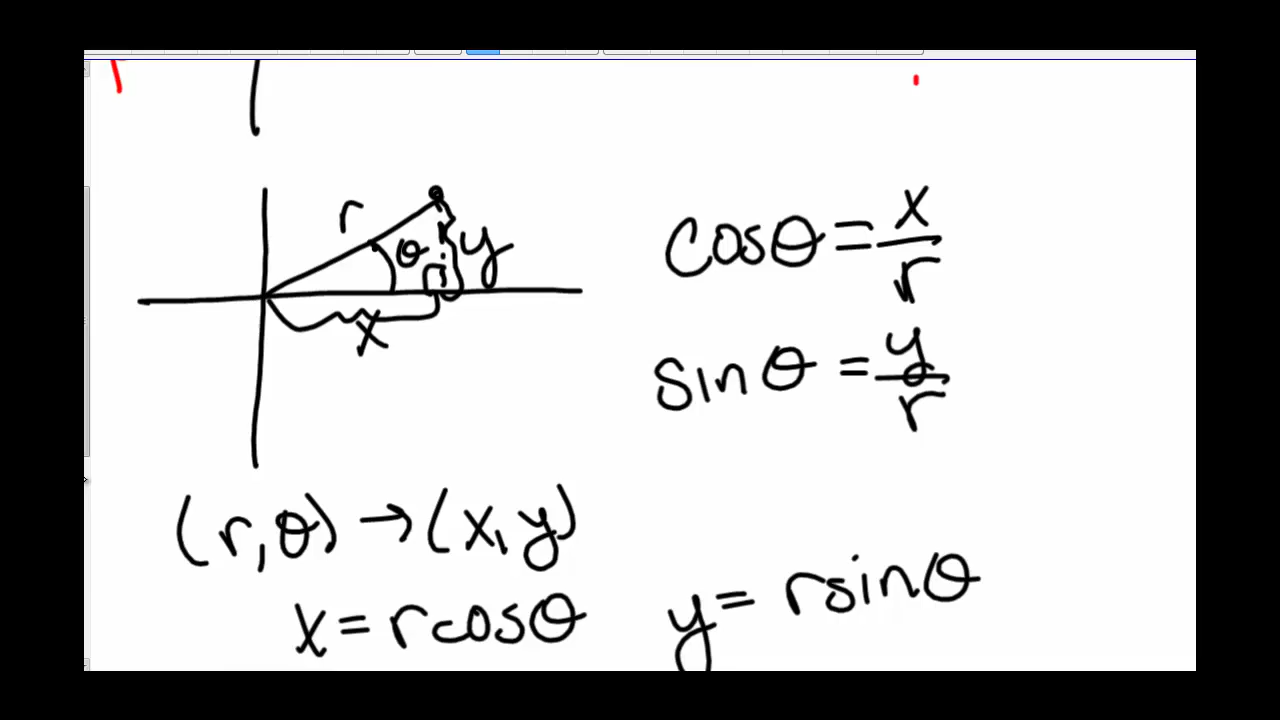 r
θ
y
x
cosθ = x/r
sinθ = y/r
(r,θ) → (x,y)
x = rcosθ
y = rsinθ